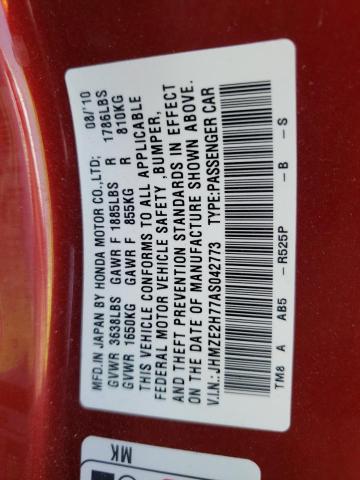 MFD.IN JAPAN BY HONDA MOTOR CO.,LTD; 08/'10
GVWR 3638LBS GAWR F 1885LBS R 1786LBS
GVWR 1650KG GAWR F 855KG R 810KG
THIS VEHICLE CONFORMS TO ALL APPLICABLE
FEDERAL MOTOR VEHICLE SAFETY ,BUMPER,
AND THEFT PREVENTION STANDARDS IN EFFECT
ON THE DATE OF MANUFACTURE SHOWN ABOVE.
V.I.N.: JHMZE2H77AS042773 TYPE:PASSENGER CAR
TM8 A AB5 -R525P -B -S
MK